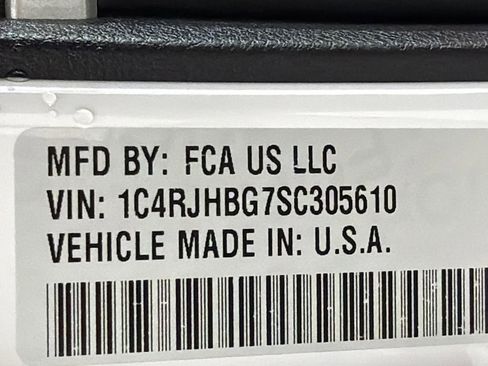 MFD BY: FCA US LLC
VIN: 1C4RJHBG7SC305610
VEHICLE MADE IN: U.S.A.